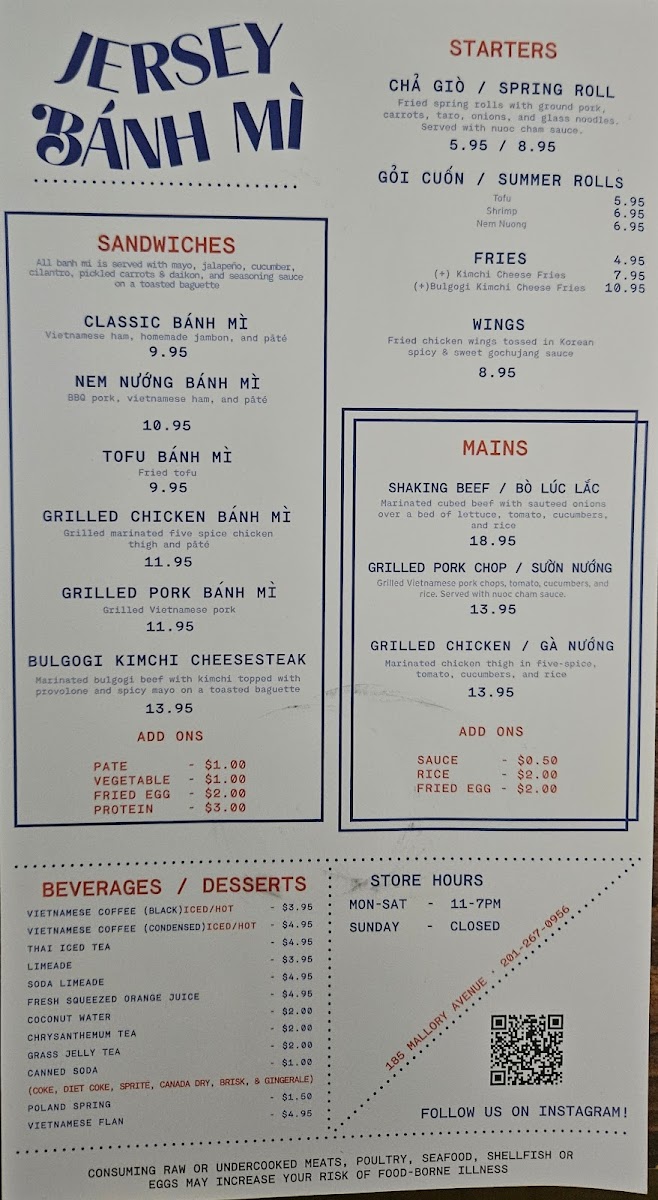 JERSEY
BÁNH MÌ
SANDWICHES
All banh mi is served with mayo, jalapeño, cucumber,
cilantro, pickled carrots & daikon, and seasoning sauce
on a toasted baguette
CLASSIC BÁNH MÌ
Vietnamese ham, homemade jambon, and pâté
9.95
NEM NƯỚNG BÁNH MÌ
BBQ pork, vietnamese ham, and pâté
10.95
TOFU BÁNH MÌ
Fried tofu
9.95
GRILLED CHICKEN BÁNH MÌ
Grilled marinated five spice chicken
thigh and pâté
11.95
GRILLED PORK BÁNH MÌ
Grilled Vietnamese pork
11.95
BULGOGI KIMCHI CHEESESTEAK
Marinated bulgogi beef with kimchi topped with
provolone and spicy mayo on a toasted baguette
13.95
ADD ONS
PATE - $1.00
VEGETABLE - $1.00
FRIED EGG - $2.00
PROTEIN - $3.00
STARTERS
CHẢ GIÒ / SPRING ROLL
Fried spring rolls with ground pork,
carrots, taro, onions, and glass noodles.
Served with nuoc cham sauce.
5.95 / 8.95
GỎI CUỐN / SUMMER ROLLS
Tofu 5.95
Shrimp 6.95
Nem Nuong 6.95
FRIES 4.95
(+) Kimchi Cheese Fries 7.95
(+)Bulgogi Kimchi Cheese Fries 10.95
WINGS
Fried chicken wings tossed in Korean
spicy & sweet gochujang sauce
8.95
MAINS
SHAKING BEEF / BÒ LÚC LẮC
Marinated cubed beef with sauteed onions
over a bed of lettuce, tomato, cucumbers,
and rice
18.95
GRILLED PORK CHOP / SƯỜN NƯỚNG
Grilled Vietnamese pork chops, tomato, cucumbers, and
rice. Served with nuoc cham sauce.
13.95
GRILLED CHICKEN / GÀ NƯỚNG
Marinated chicken thigh in five-spice,
tomato, cucumbers, and rice
13.95
ADD ONS
SAUCE - $0.50
RICE - $2.00
FRIED EGG - $2.00
BEVERAGES / DESSERTS
VIETNAMESE COFFEE (BLACK)ICED/HOT - $3.95
VIETNAMESE COFFEE (CONDENSED)ICED/HOT - $4.95
THAI ICED TEA - $4.95
LIMEADE - $3.95
SODA LIMEADE - $4.95
FRESH SQUEEZED ORANGE JUICE - $4.95
COCONUT WATER - $2.00
CHRYSANTHEMUM TEA - $2.00
GRASS JELLY TEA - $2.00
CANNED SODA - $1.00
(COKE, DIET COKE, SPRITE, CANADA DRY, BRISK, & GINGERALE)
POLAND SPRING - $1.50
VIETNAMESE FLAN - $4.95
STORE HOURS
MON-SAT - 11-7PM
SUNDAY - CLOSED
185 MALLORY AVENUE · 201-267-0956
FOLLOW US ON INSTAGRAM!
CONSUMING RAW OR UNDERCOOKED MEATS, POULTRY, SEAFOOD, SHELLFISH OR
EGGS MAY INCREASE YOUR RISK OF FOOD-BORNE ILLNESS